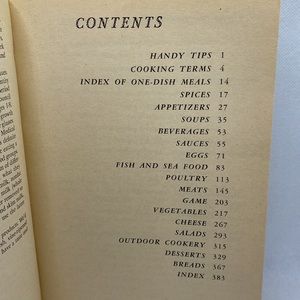 CONTENTS
HANDY TIPS 1
COOKING TERMS 4
INDEX OF ONE-DISH MEALS 14
SPICES 17
APPETIZERS 27
SOUPS 35
BEVERAGES 53
SAUCES 55
EGGS 71
FISH AND SEA FOOD 83
POULTRY 113
MEATS 145
GAME 203
VEGETABLES 217
CHEESE 267
SALADS 293
OUTDOOR COOKERY 315
DESSERTS 329
BREADS 367
INDEX 383